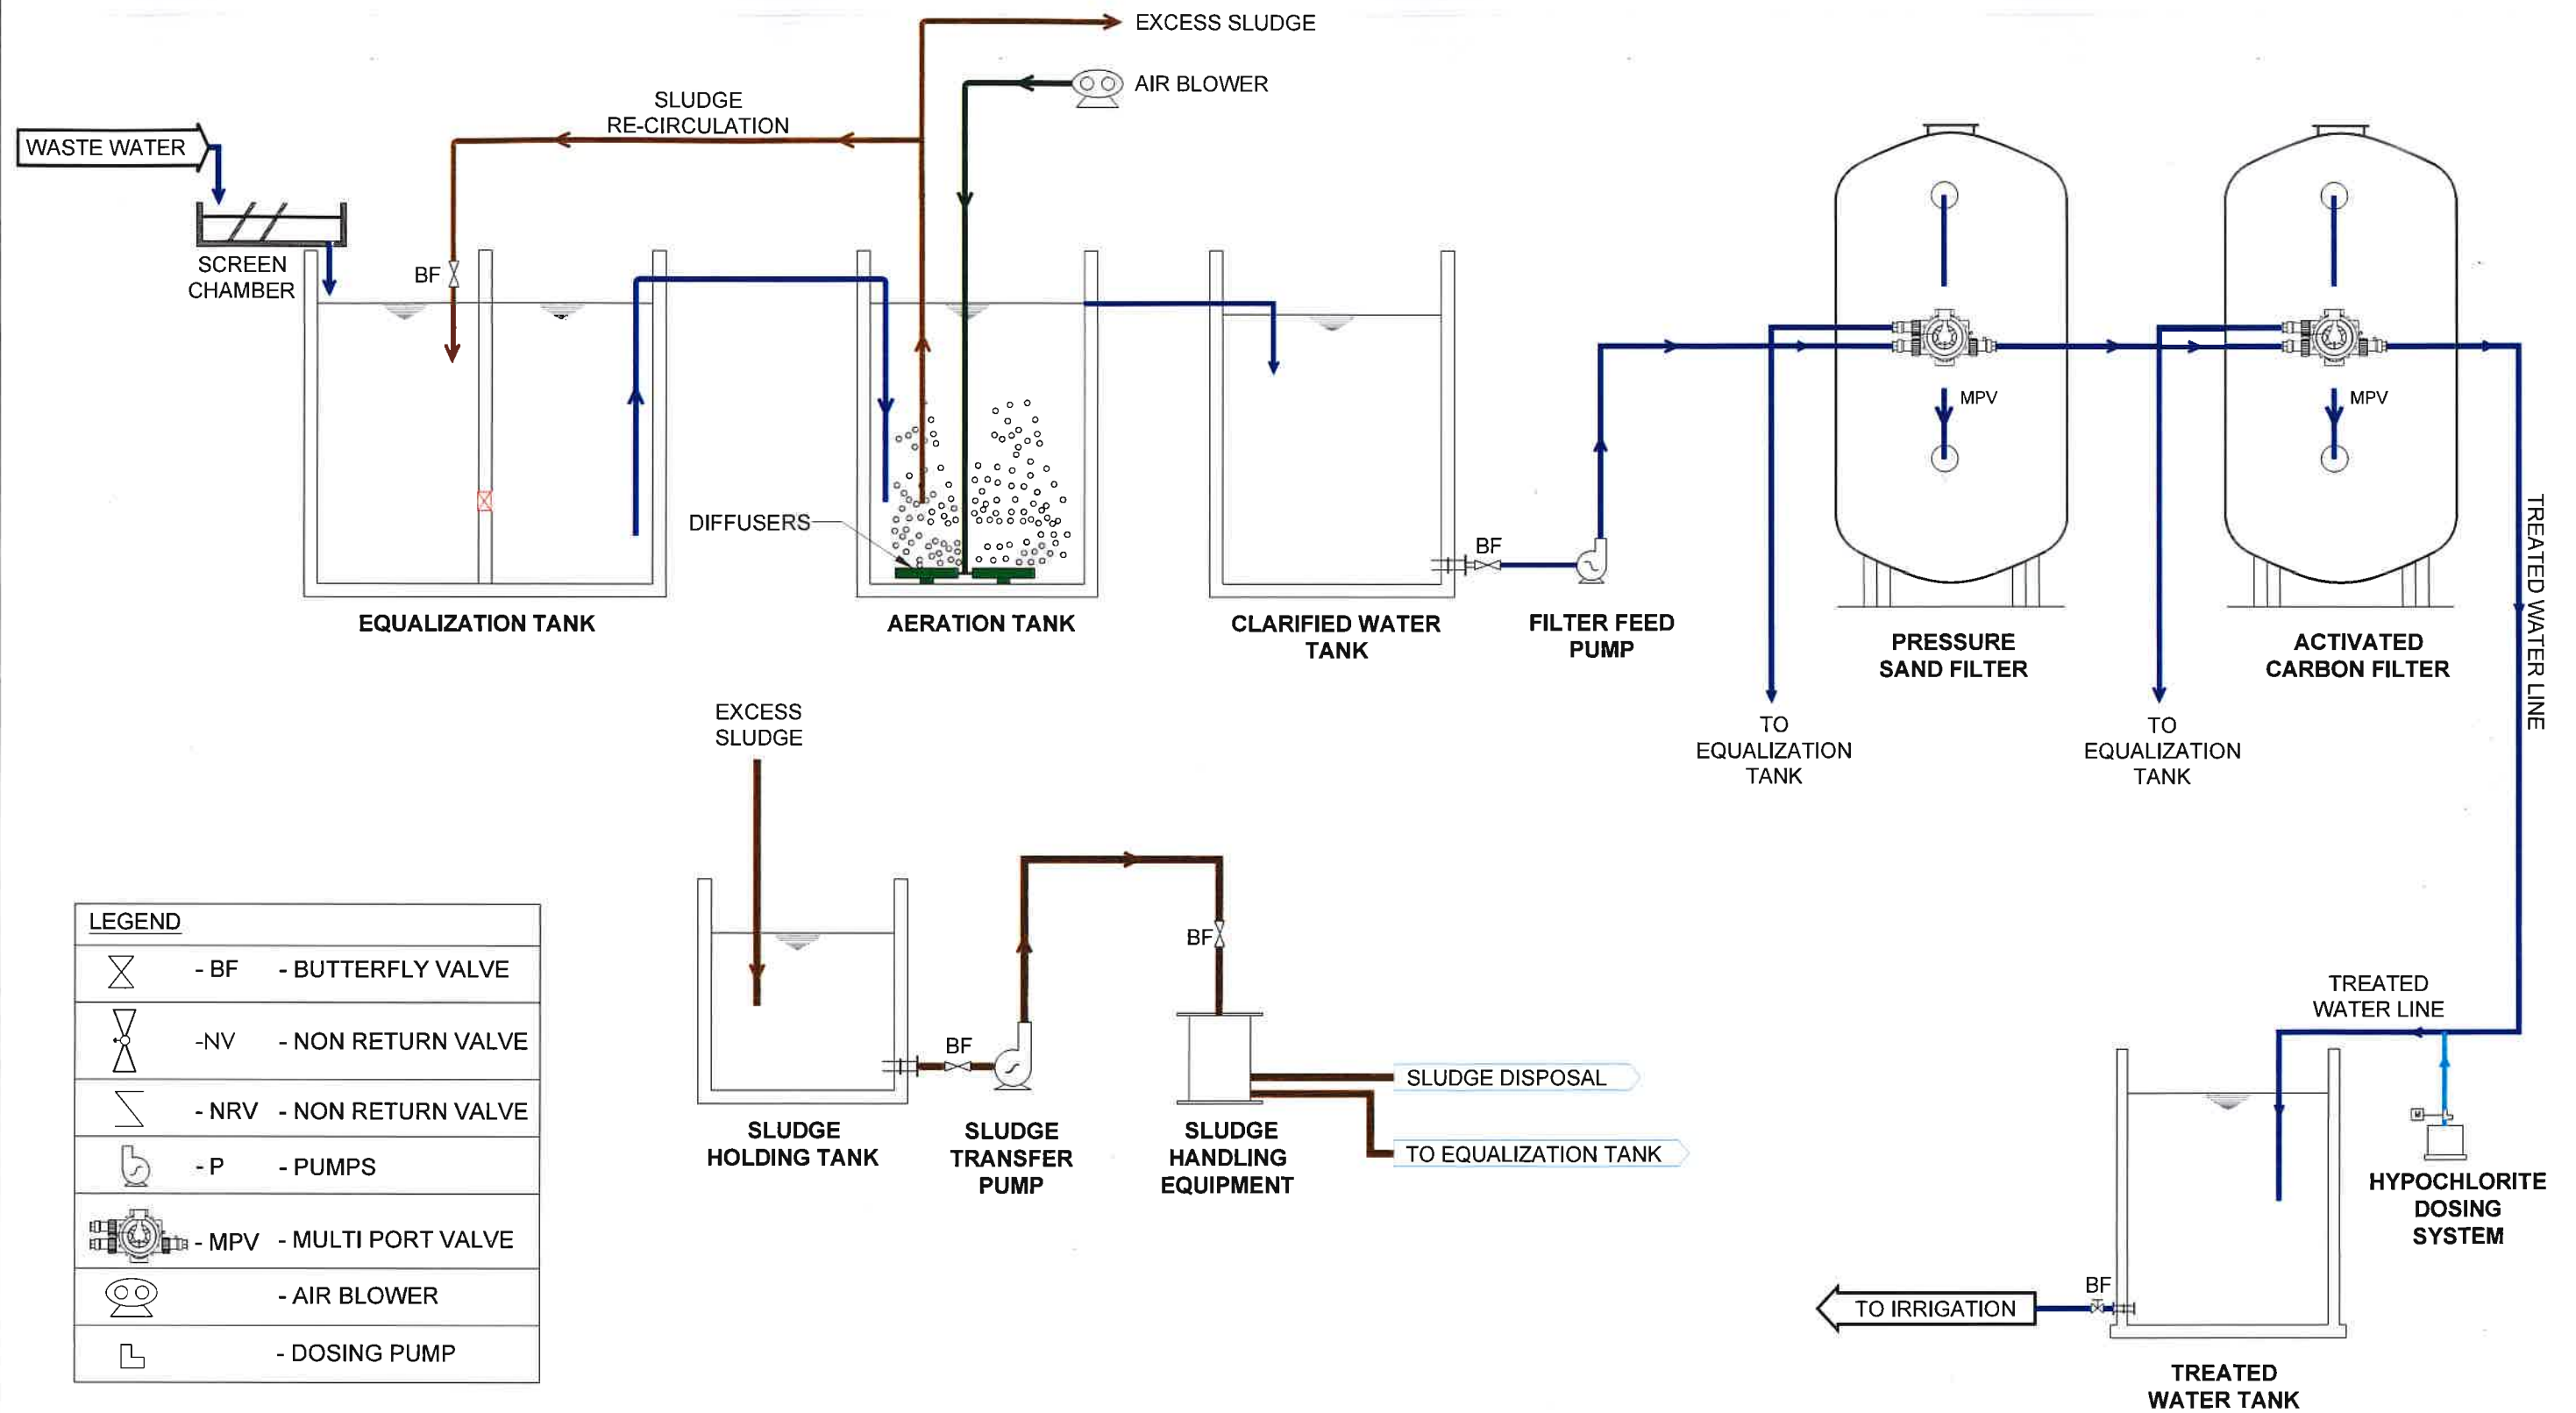 EXCESS SLUDGE
AIR BLOWER
SLUDGE
RE-CIRCULATION
WASTE WATER
SCREEN
CHAMBER
BF
DIFFUSERS
BF
MPV
MPV
EQUALIZATION TANK
AERATION TANK
CLARIFIED WATER
TANK
FILTER FEED
PUMP
PRESSURE
SAND FILTER
ACTIVATED
CARBON FILTER
TREATED WATER LINE
TO
EQUALIZATION
TANK
TO
EQUALIZATION
TANK
EXCESS
SLUDGE
BF
BF
SLUDGE DISPOSAL
TO EQUALIZATION TANK
SLUDGE
HOLDING TANK
SLUDGE
TRANSFER
PUMP
SLUDGE
HANDLING
EQUIPMENT
TREATED
WATER LINE
M
HYPOCHLORITE
DOSING
SYSTEM
BF
TO IRRIGATION
TREATED
WATER TANK
LEGEND
- BF - BUTTERFLY VALVE
-NV - NON RETURN VALVE
- NRV - NON RETURN VALVE
- P - PUMPS
- MPV - MULTI PORT VALVE
- AIR BLOWER
- DOSING PUMP